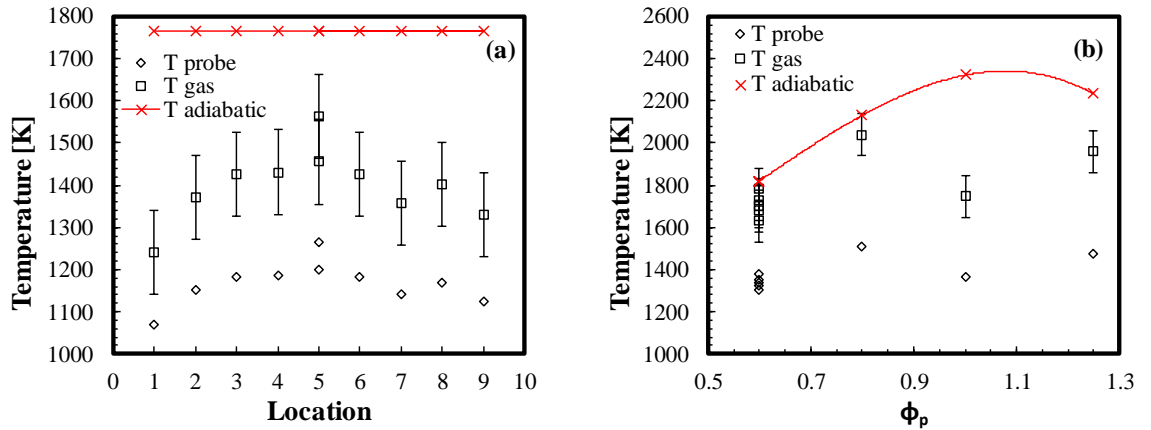 1800
1700
1600
1500
1400
1300
1200
1100
1000
0 1 2 3 4 5 6 7 8 9 10
Temperature [K]
Location
(a)
T probe
T gas
T adiabatic
2600
2400
2200
2000
1800
1600
1400
1200
1000
0.5 0.7 0.9 1.1 1.3
Temperature [K]
ϕp
(b)
T probe
T gas
T adiabatic